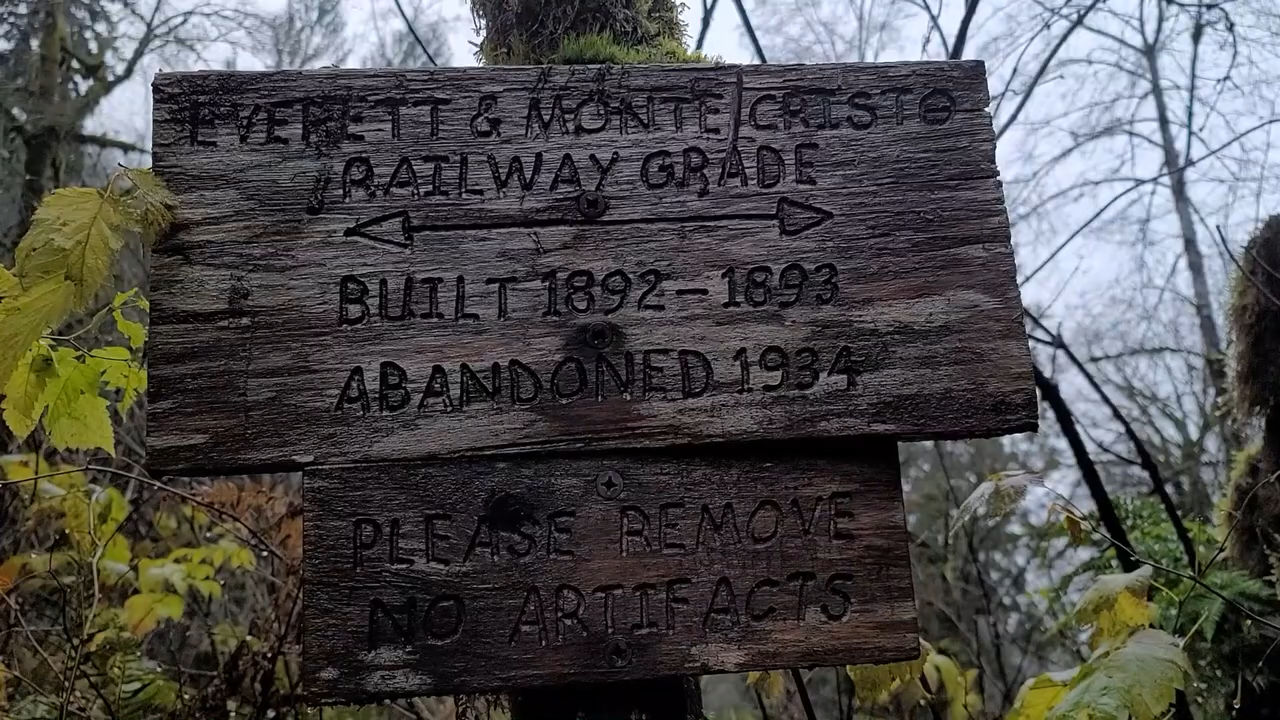 EVERETT & MONTE CRISTO
RAILWAY GRADE
BUILT 1892-1893
ABANDONED 1934
PLEASE REMOVE
NO ARTIFACTS